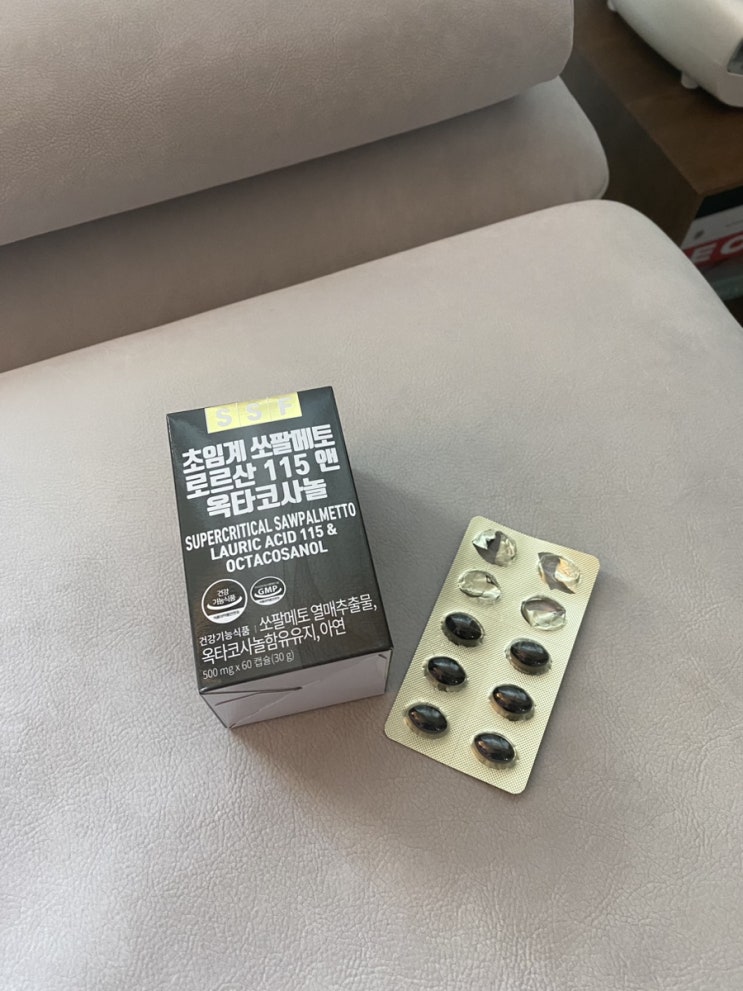 SSF
초임계 쏘팔메토
로르산 115 앤
옥타코사놀
SUPERCRITICAL SAWPALMETTO
LAURIC ACID 115 &
OCTACOSANOL
건강
기능식품
GMP
건강기능식품 | 쏘팔메토 열매추출물,
옥타코사놀함유유지, 아연
500 mg x 60 캡슐(30 g)
EC